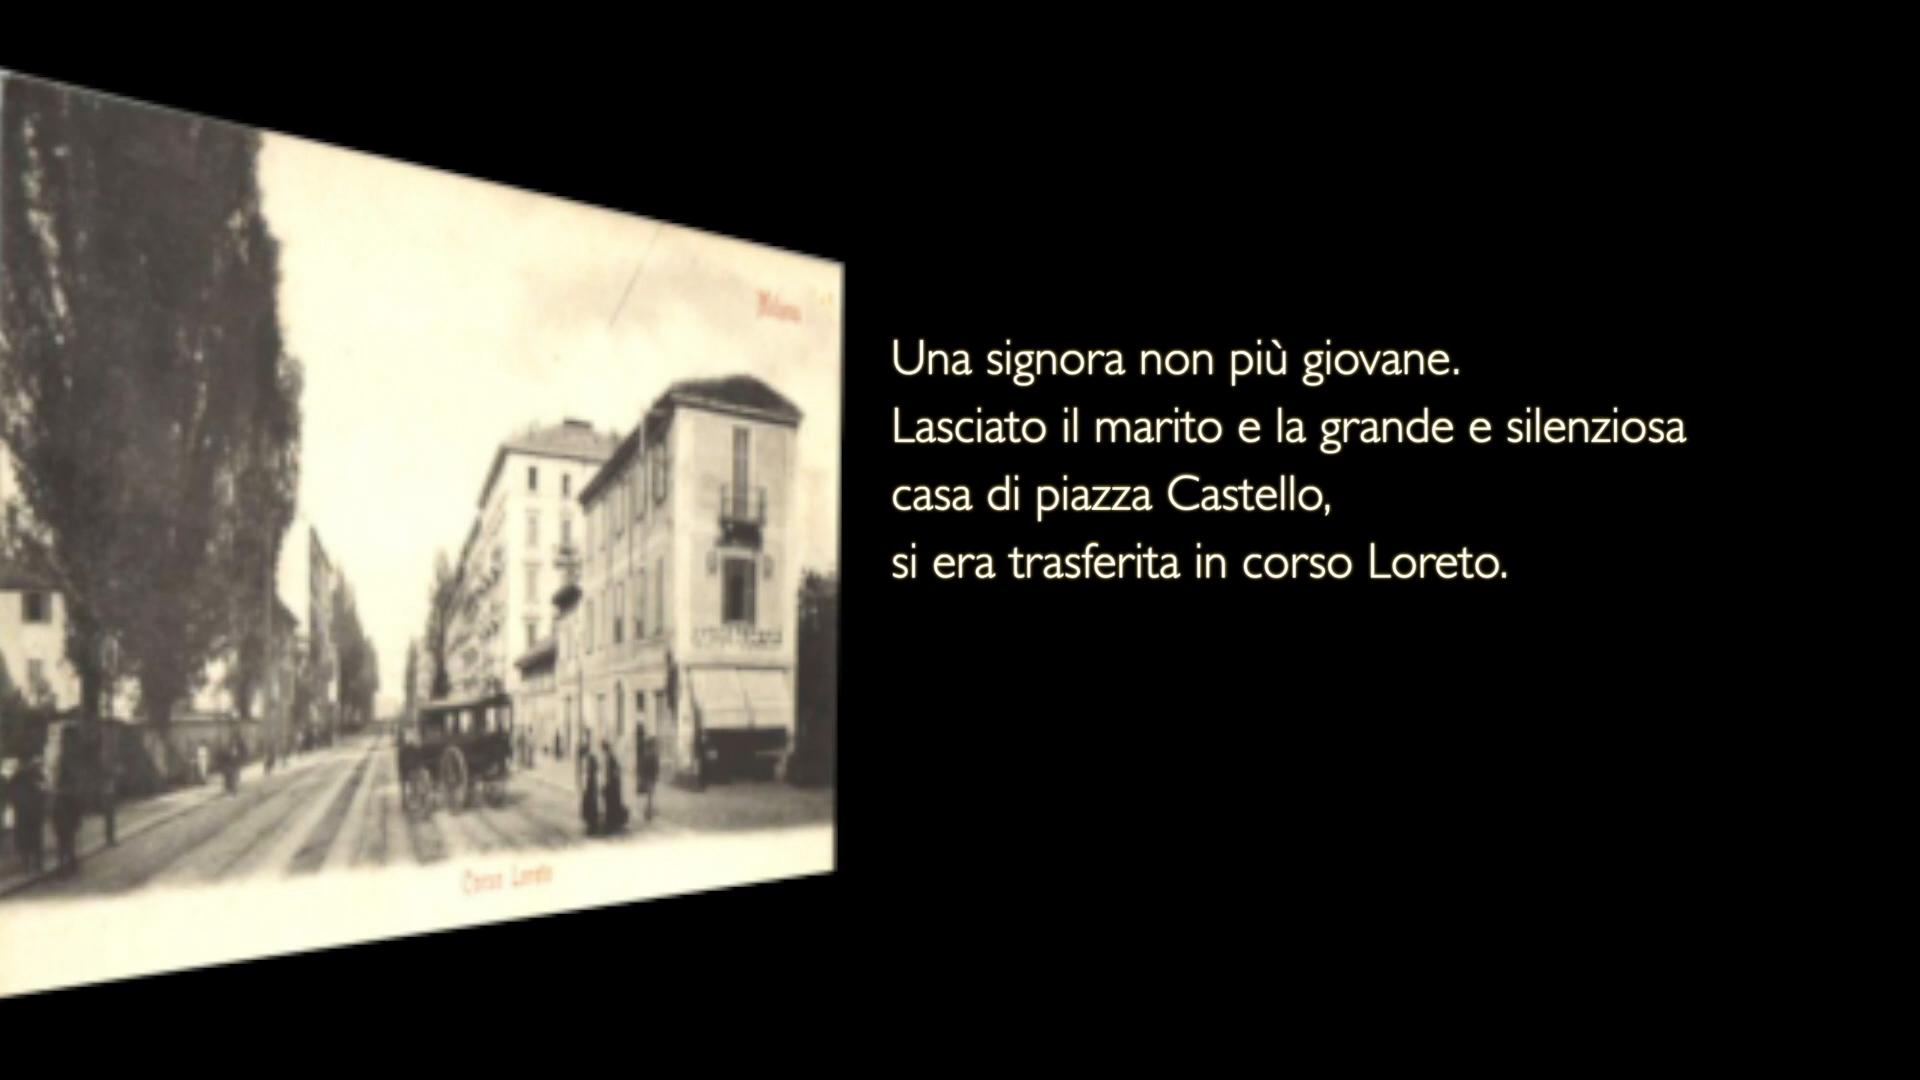 Milano
Una signora non più giovane.
Lasciato il marito e la grande e silenziosa
casa di piazza Castello,
si era trasferita in corso Loreto.
Corso Loreto